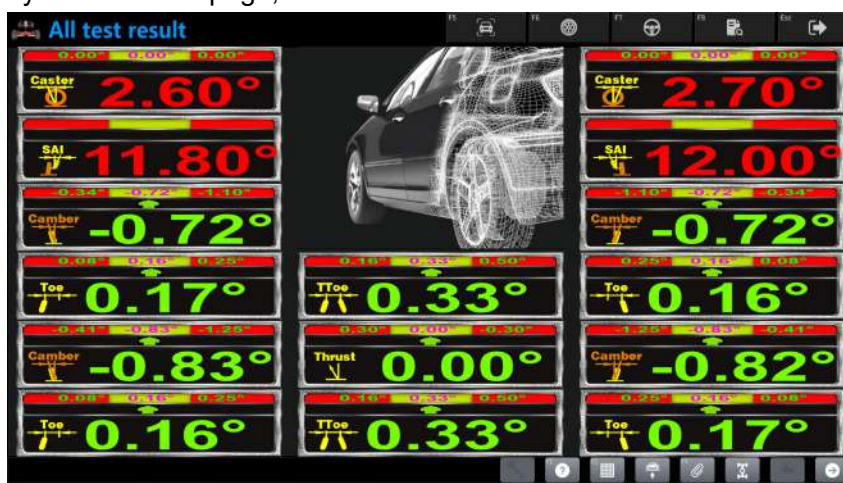 All test result
F5 F6 F7 F8 Esc
0.00° 0.00° 0.00° 0.00° 0.00° 0.00°
Caster 2.60° Caster 2.70°
SAI 11.80° SAI 12.00°
-0.34° -0.72° -1.10° -1.10° -0.72° -0.34°
Camber -0.72° Camber -0.72°
0.08° 0.16° 0.25° 0.16° 0.33° 0.50° 0.25° 0.16° 0.08°
Toe 0.17° TToe 0.33° Toe 0.16°
-0.41° -0.83° -1.25° 0.30° 0.00° -0.30° -1.25° -0.83° -0.41°
Camber -0.83° Thrust 0.00° Camber -0.82°
0.08° 0.16° 0.25° 0.16° 0.33° 0.50° 0.25° 0.16° 0.08°
Toe 0.16° TToe 0.33° Toe 0.17°